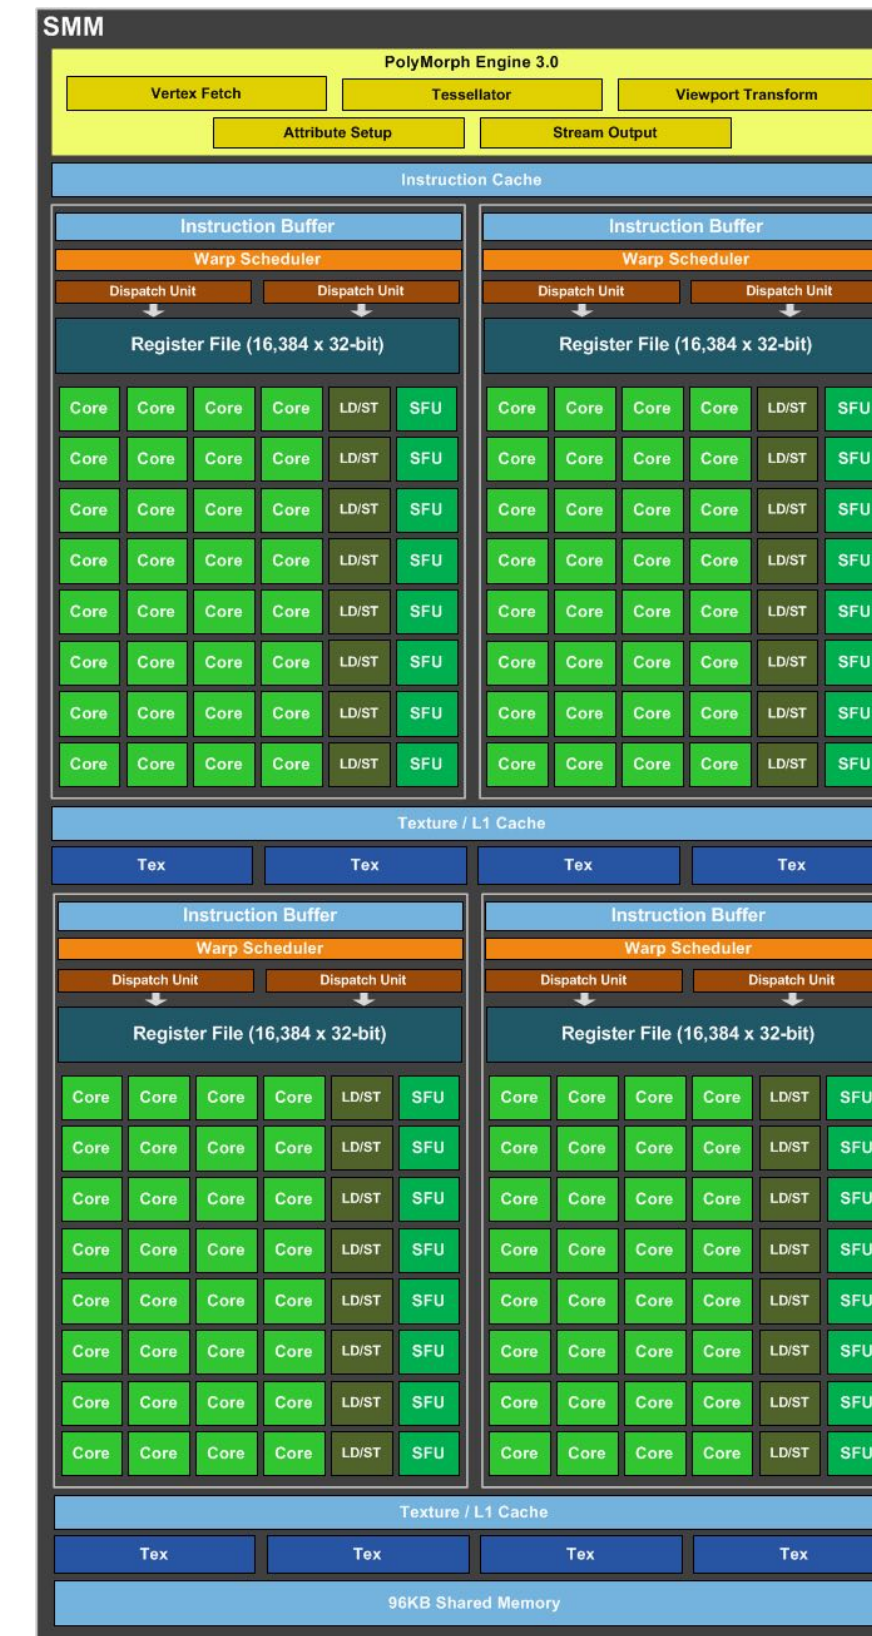 SMM
PolyMorph Engine 3.0
Vertex Fetch Tessellator Viewport Transform
Attribute Setup Stream Output
Instruction Cache
Instruction Buffer Instruction Buffer
Warp Scheduler Warp Scheduler
Dispatch Unit Dispatch Unit Dispatch Unit Dispatch Unit
Register File (16,384 x 32-bit) Register File (16,384 x 32-bit)
Core Core Core Core LD/ST SFU Core Core Core Core LD/ST SFU
Core Core Core Core LD/ST SFU Core Core Core Core LD/ST SFU
Core Core Core Core LD/ST SFU Core Core Core Core LD/ST SFU
Core Core Core Core LD/ST SFU Core Core Core Core LD/ST SFU
Core Core Core Core LD/ST SFU Core Core Core Core LD/ST SFU
Core Core Core Core LD/ST SFU Core Core Core Core LD/ST SFU
Core Core Core Core LD/ST SFU Core Core Core Core LD/ST SFU
Core Core Core Core LD/ST SFU Core Core Core Core LD/ST SFU
Texture / L1 Cache
Tex Tex Tex Tex
Instruction Buffer Instruction Buffer
Warp Scheduler Warp Scheduler
Dispatch Unit Dispatch Unit Dispatch Unit Dispatch Unit
Register File (16,384 x 32-bit) Register File (16,384 x 32-bit)
Core Core Core Core LD/ST SFU Core Core Core Core LD/ST SFU
Core Core Core Core LD/ST SFU Core Core Core Core LD/ST SFU
Core Core Core Core LD/ST SFU Core Core Core Core LD/ST SFU
Core Core Core Core LD/ST SFU Core Core Core Core LD/ST SFU
Core Core Core Core LD/ST SFU Core Core Core Core LD/ST SFU
Core Core Core Core LD/ST SFU Core Core Core Core LD/ST SFU
Core Core Core Core LD/ST SFU Core Core Core Core LD/ST SFU
Core Core Core Core LD/ST SFU Core Core Core Core LD/ST SFU
Texture / L1 Cache
Tex Tex Tex Tex
96KB Shared Memory